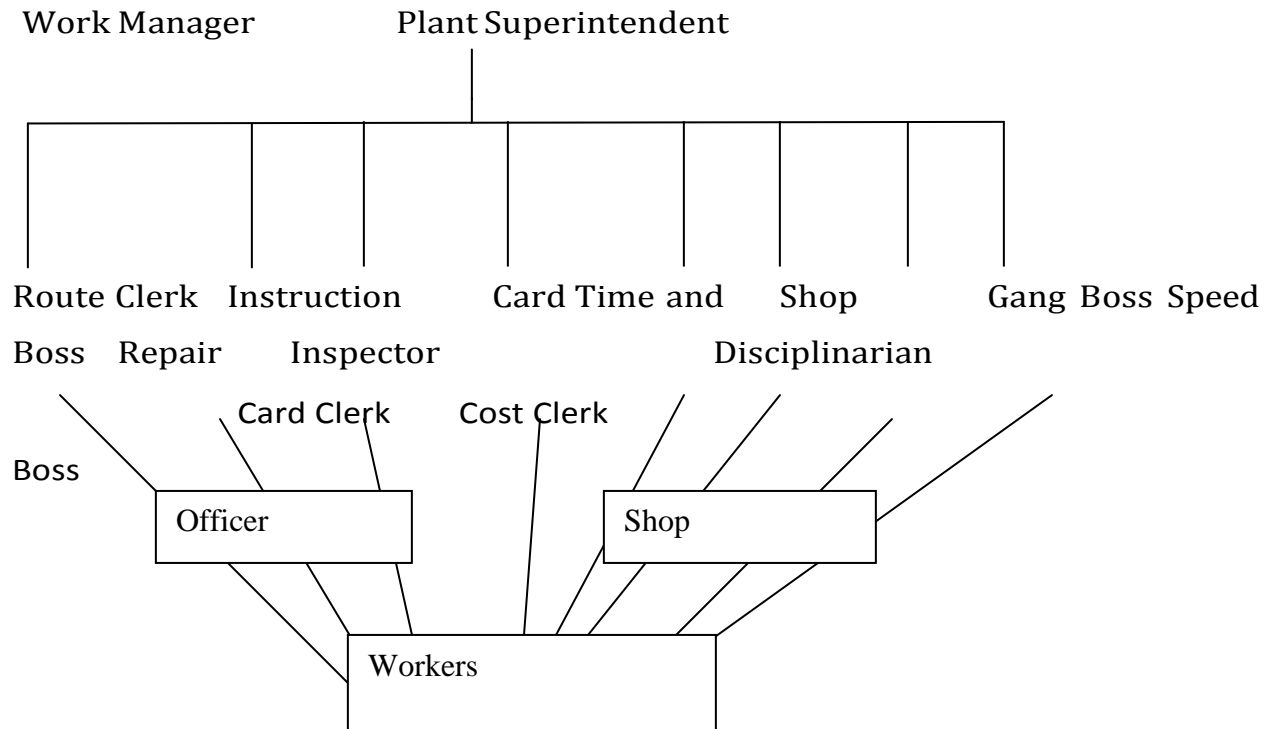 Work Manager Plant Superintendent
Route Clerk Instruction Card Time and Shop Gang Boss Speed
Boss Repair Inspector Disciplinarian
Card Clerk Cost Clerk
Boss
Officer Shop
Workers